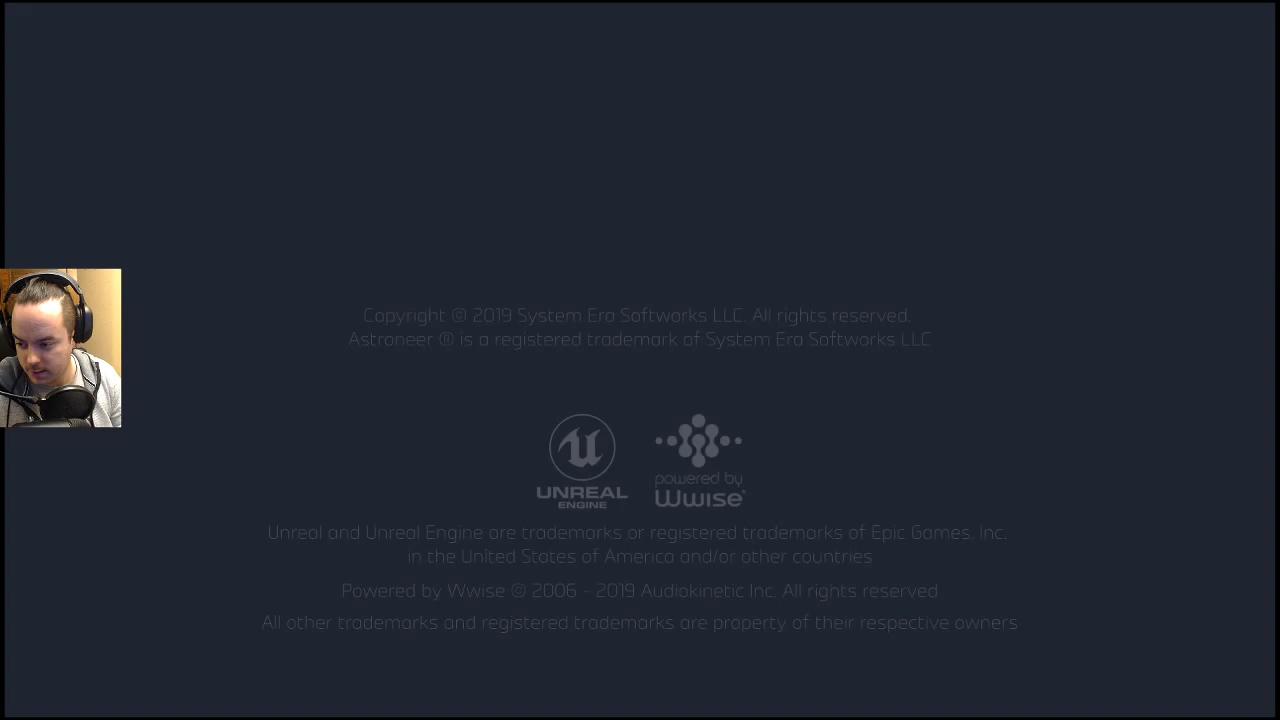 Copyright © 2019 System Era Softworks LLC. All rights reserved.
Astroneer ® is a registered trademark of System Era Softworks LLC
UNREAL
ENGINE
powered by
Wwise®
Unreal and Unreal Engine are trademarks or registered trademarks of Epic Games, Inc.
in the United States of America and/or other countries
Powered by Wwise © 2006 - 2019 Audiokinetic Inc. All rights reserved
All other trademarks and registered trademarks are property of their respective owners